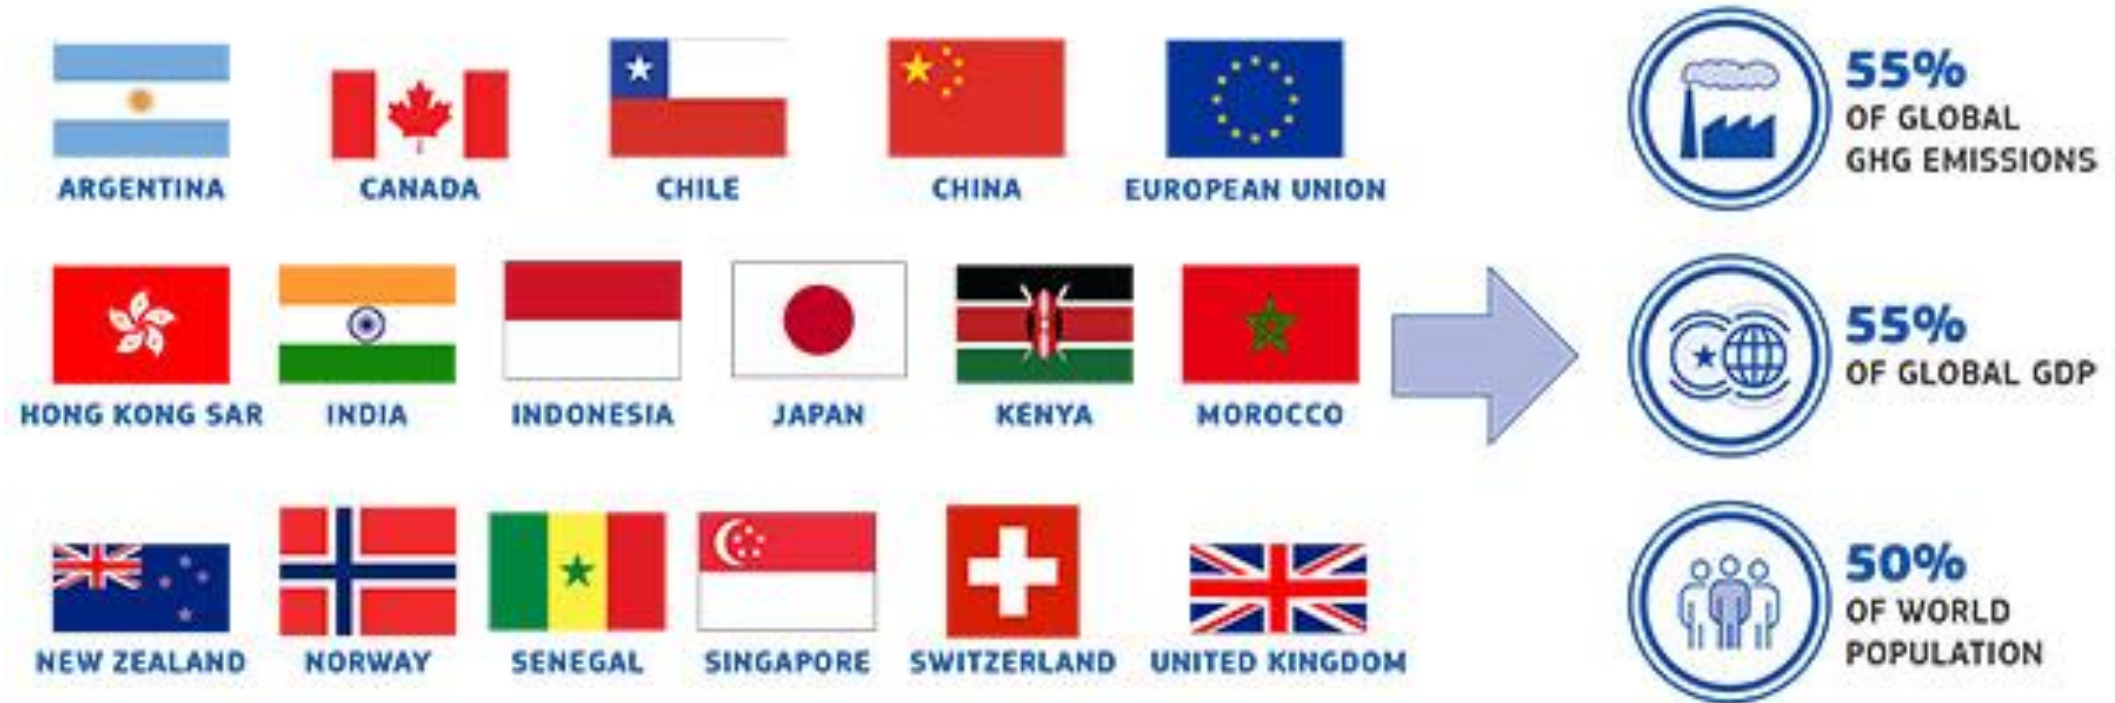 ARGENTINA
CANADA
CHILE
CHINA
EUROPEAN UNION
HONG KONG SAR
INDIA
INDONESIA
JAPAN
KENYA
MOROCCO
NEW ZEALAND
NORWAY
SENEGAL
SINGAPORE
SWITZERLAND
UNITED KINGDOM
55%
OF GLOBAL
GHG EMISSIONS
55%
OF GLOBAL GDP
50%
OF WORLD
POPULATION